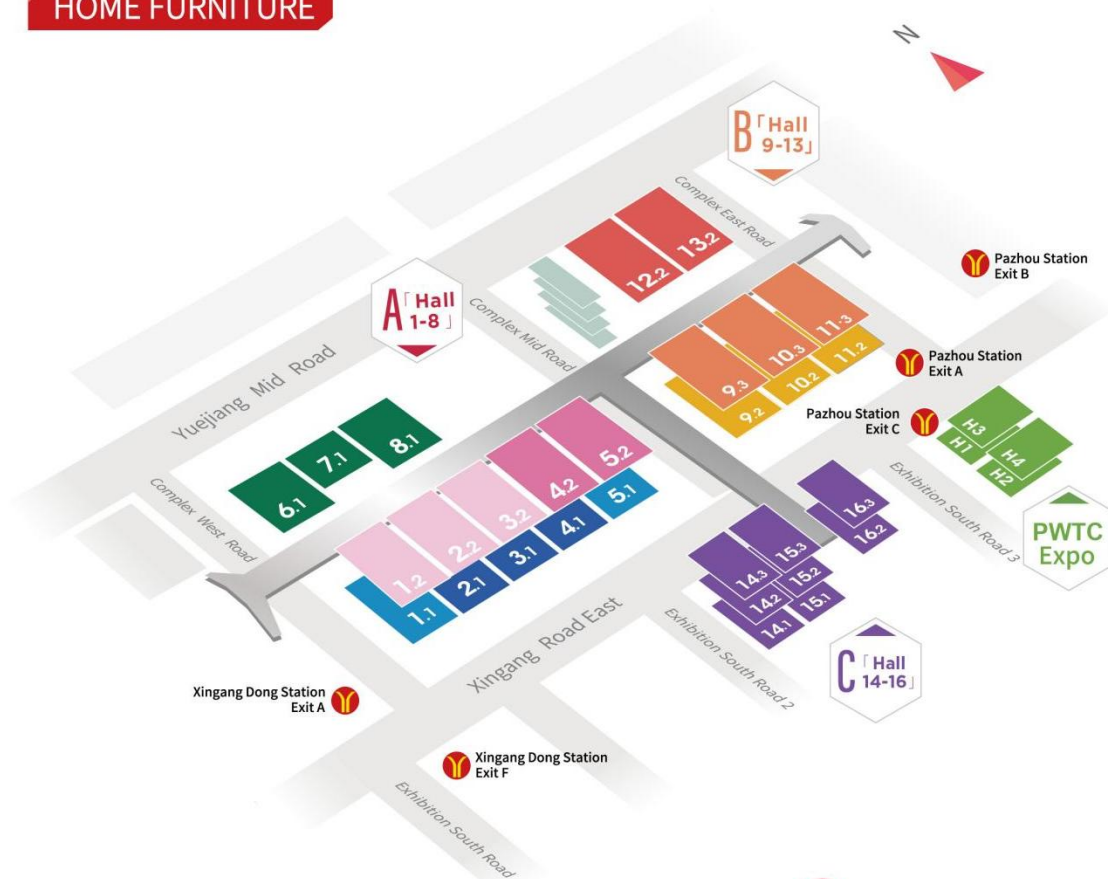 HOME FURNITURE
N
B「Hall
9-13」
Complex East Road
13.2
12.2
Pazhou Station
Exit B
A「Hall
1-8」
Complex Mid Road
11.3
10.3
9.3
11.2
10.2
9.2
Pazhou Station
Exit A
Yuejiang Mid Road
Pazhou Station
Exit C
H3
H1
H4
H2
8.1
7.1
6.1
5.2
4.2
3.2
2.2
1.2
5.1
4.1
3.1
2.1
1.1
Complex West Road
Exhibition South Road 3
PWTC
Expo
16.3
16.2
15.3
14.3
15.2
14.2
15.1
14.1
Xingang Road East
Exhibition South Road 2
C「Hall
14-16」
Xingang Dong Station
Exit A
Xingang Dong Station
Exit F
Exhibition South Road